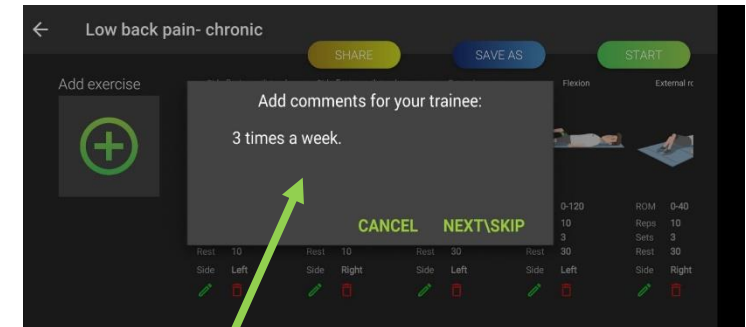 Low back pain- chronic
SHARE
SAVE AS
START
Add exercise
Flexion
External rc
Add comments for your trainee:
3 times a week.
CANCEL
NEXT\SKIP
0-120
10
3
ROM 0-40
Reps 10
Sets 3
Rest 10
Rest 10
Rest 30
Rest 30
Rest 30
Side Left
Side Right
Side Left
Side Left
Side Right